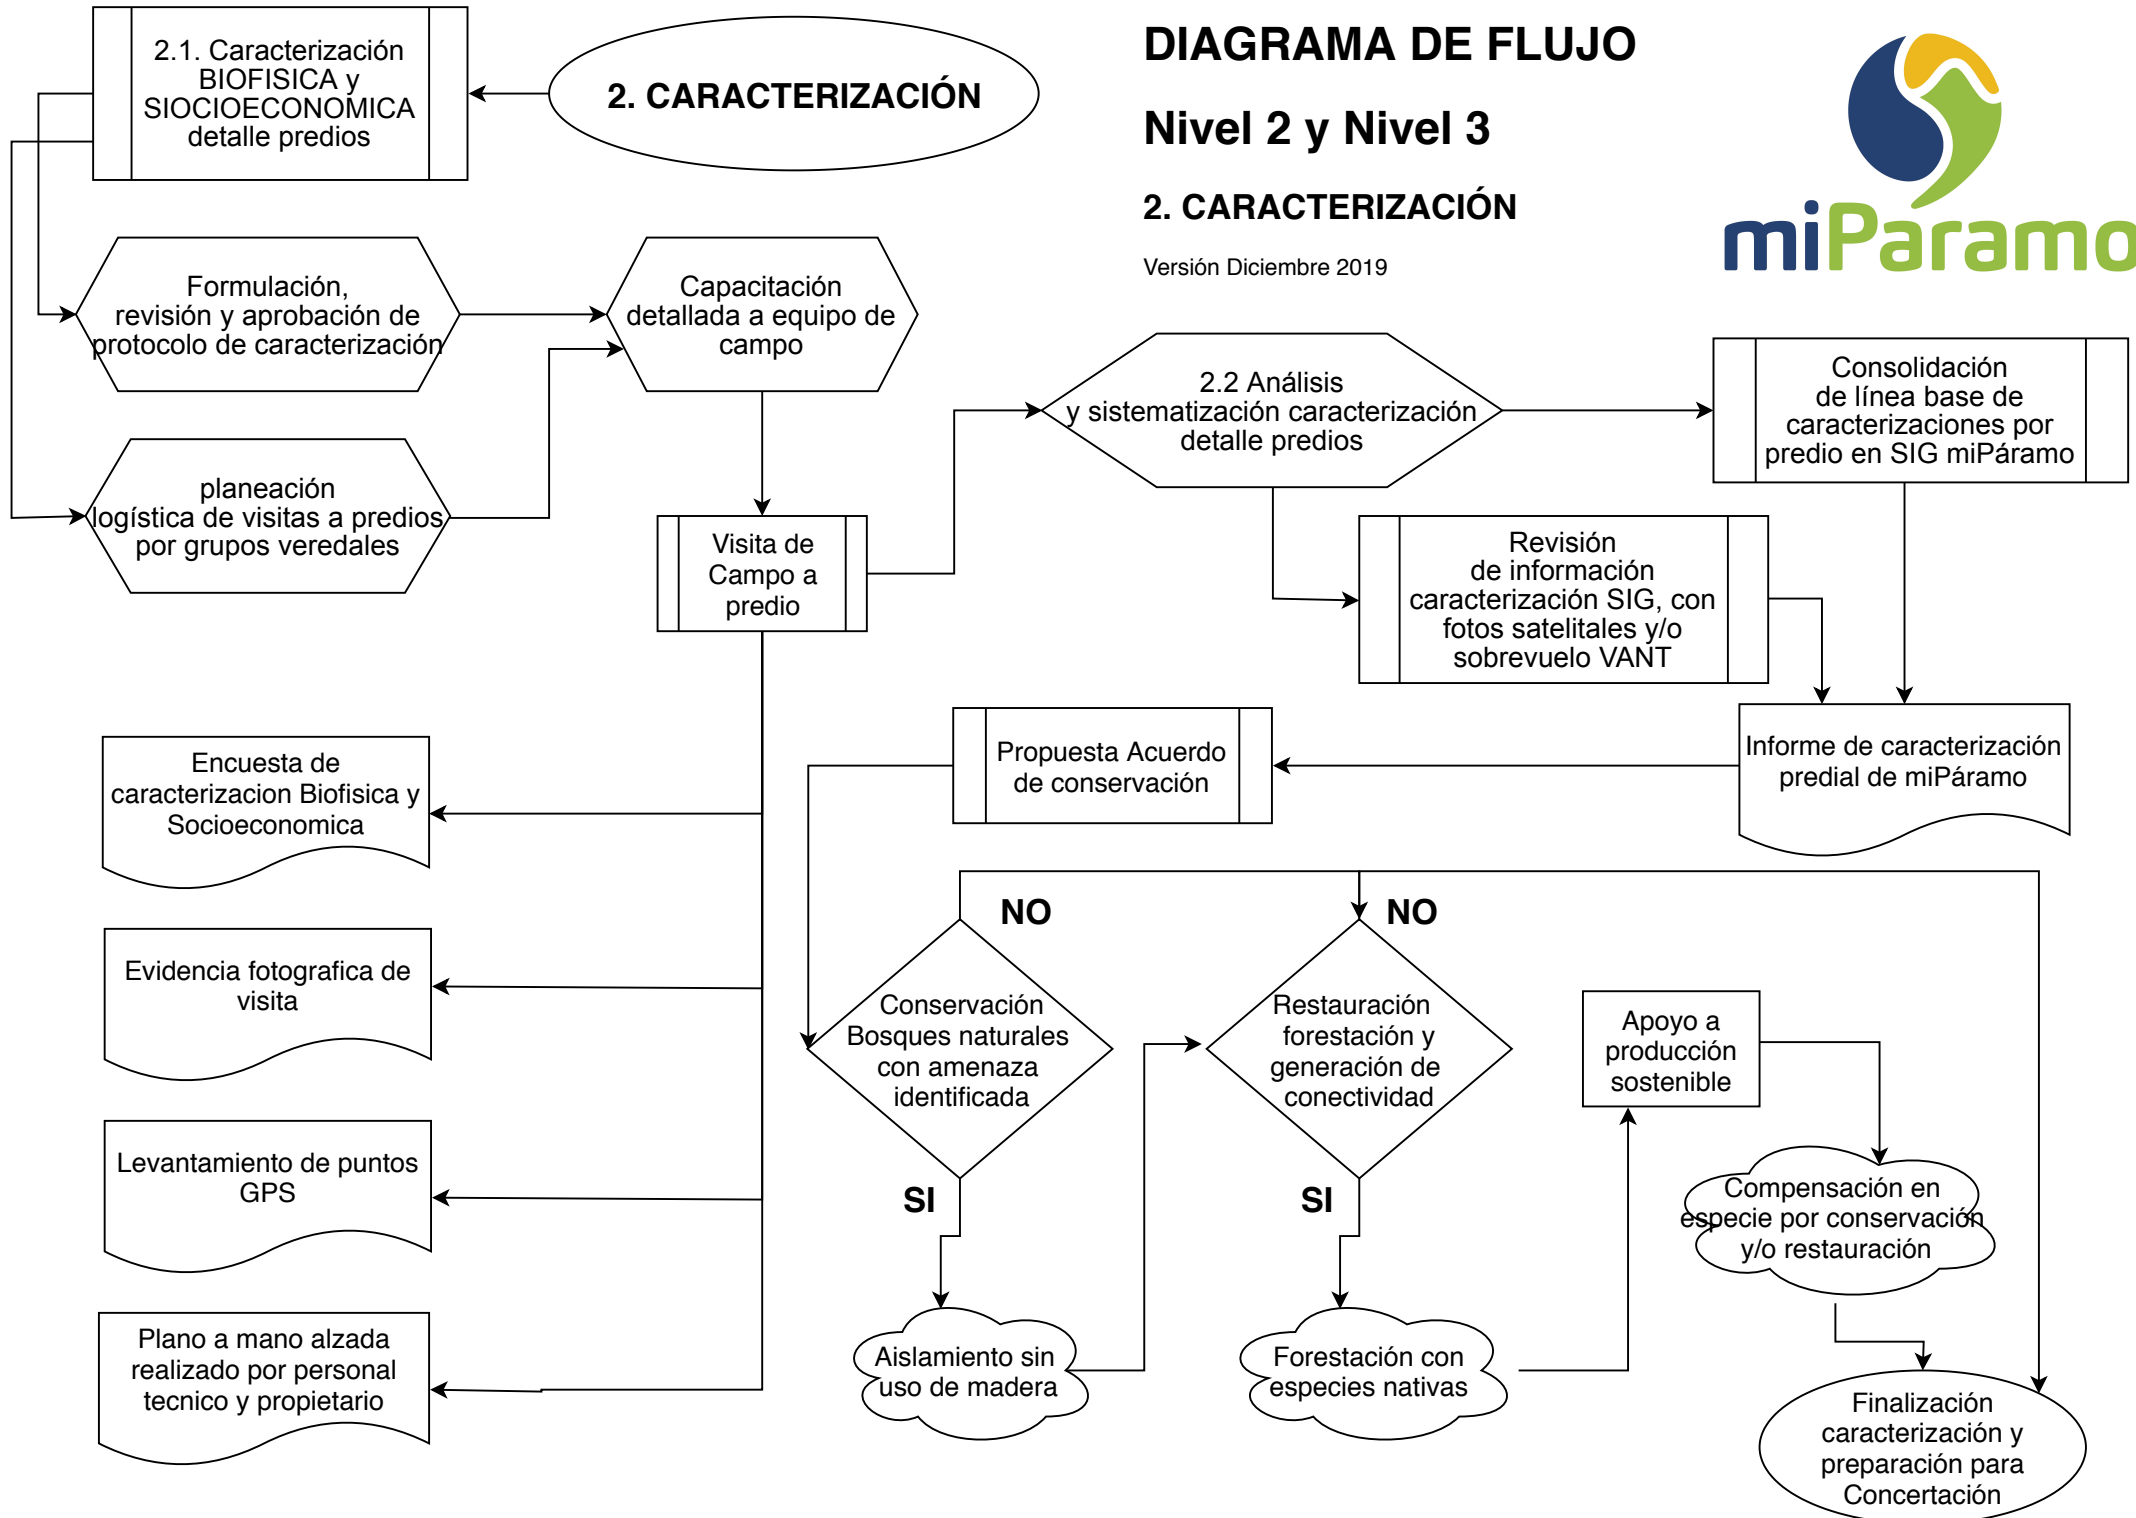 2.1. Caracterización
BIOFISICA y
SIOCIOECONOMICA
detalle predios
2. CARACTERIZACIÓN
DIAGRAMA DE FLUJO
Nivel 2 y Nivel 3
2. CARACTERIZACIÓN
Versión Diciembre 2019
miParamo
Formulación,
revisión y aprobación de
protocolo de caracterización
Capacitación
detallada a equipo de
campo
planeación
logística de visitas a predios
por grupos veredales
Visita de
Campo a
predio
2.2 Análisis
y sistematización caracterización
detalle predios
Consolidación
de línea base de
caracterizaciones por
predio en SIG miPáramo
Revisión
de información
caracterización SIG, con
fotos satelitales y/o
sobrevuelo VANT
Informe de caracterización
predial de miPáramo
Propuesta Acuerdo
de conservación
Encuesta de
caracterizacion Biofisica y
Socioeconomica
Evidencia fotografica de
visita
Levantamiento de puntos
GPS
Plano a mano alzada
realizado por personal
tecnico y propietario
NO
Conservación
Bosques naturales
con amenaza
identificada
SI
Aislamiento sin
uso de madera
NO
Restauración
forestación y
generación de
conectividad
SI
Forestación con
especies nativas
Apoyo a
producción
sostenible
Compensación en
especie por conservación
y/o restauración
Finalización
caracterización y
preparación para
Concertación